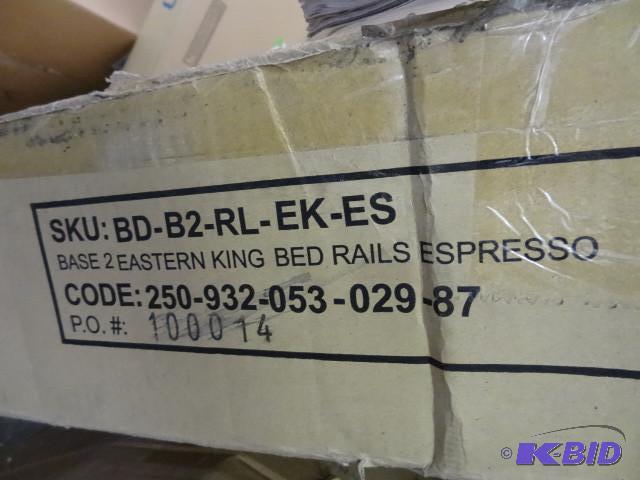 SKU: BD-B2-RL-EK-ES
BASE 2 EASTERN KING BED RAILS ESPRESSO
CODE: 250-932-053-029-87
P.O. #: 100014
© K-BID